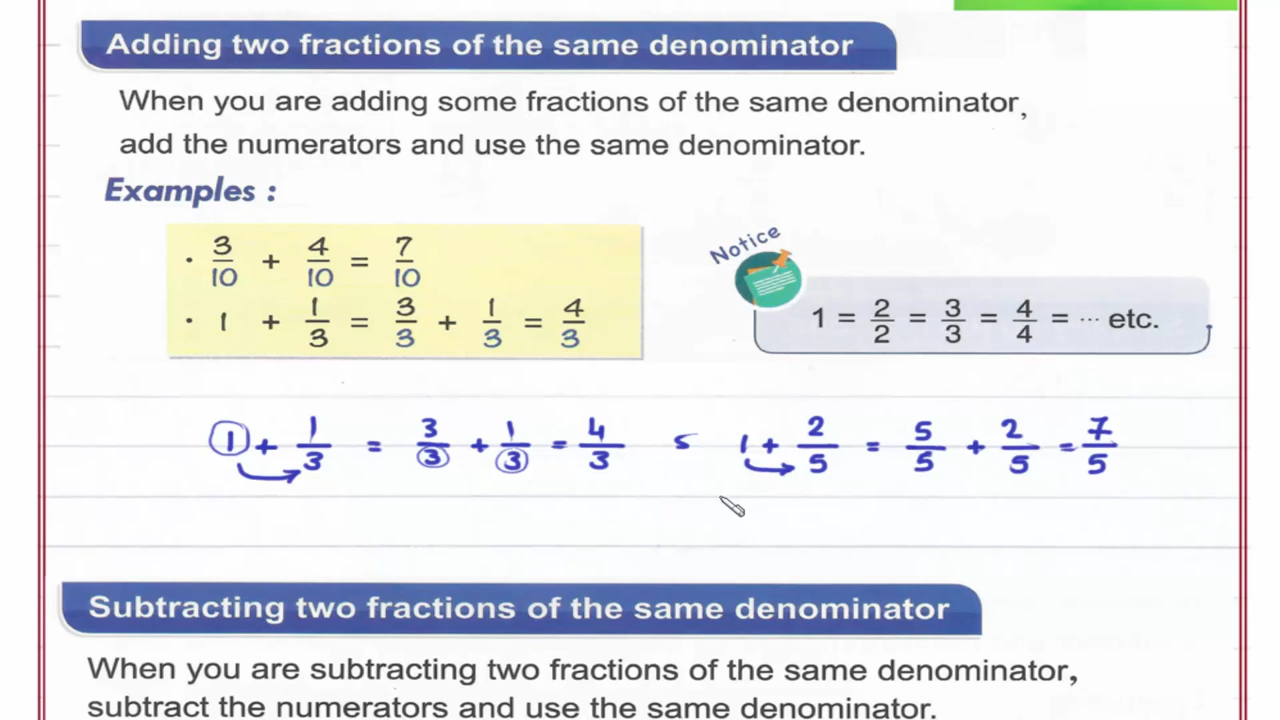 Adding two fractions of the same denominator
When you are adding some fractions of the same denominator,
add the numerators and use the same denominator.
Examples :
• 3/10 + 4/10 = 7/10
• 1 + 1/3 = 3/3 + 1/3 = 4/3
Notice
1 = 2/2 = 3/3 = 4/4 = ... etc.
1 + 1/3 = 3/3 + 1/3 = 4/3 , 1 + 2/5 = 5/5 + 2/5 = 7/5
Subtracting two fractions of the same denominator
When you are subtracting two fractions of the same denominator,
subtract the numerators and use the same denominator.